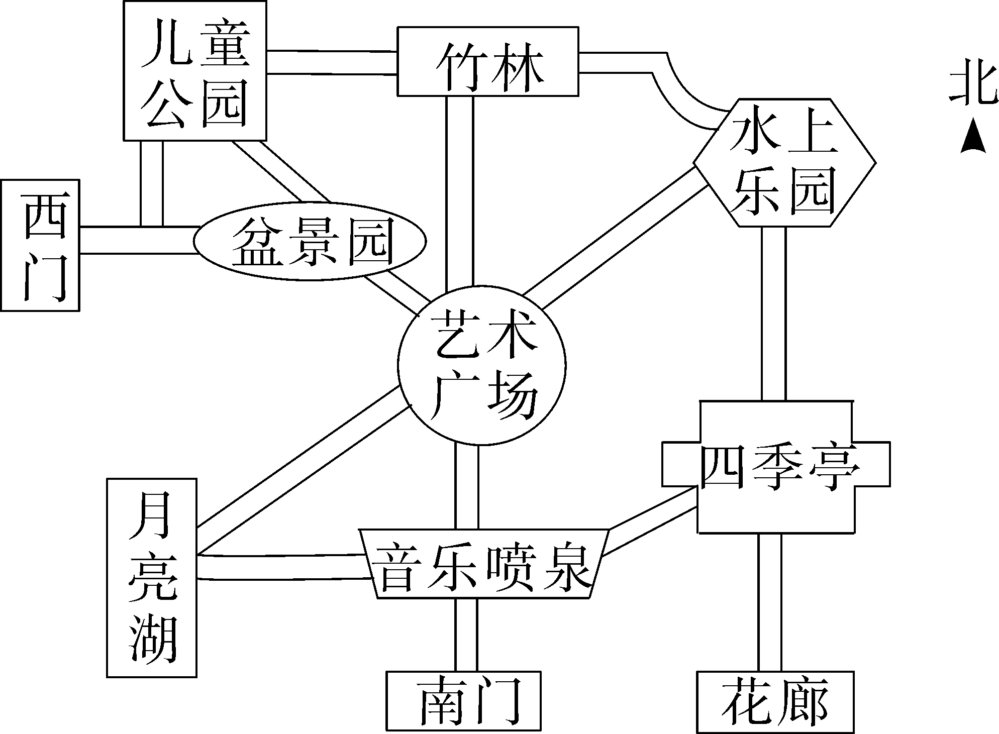 儿童
公园
竹林
北
水上
乐园
西
门
盆景园
艺术
广场
四季亭
月
亮
湖
音乐喷泉
南门
花廊